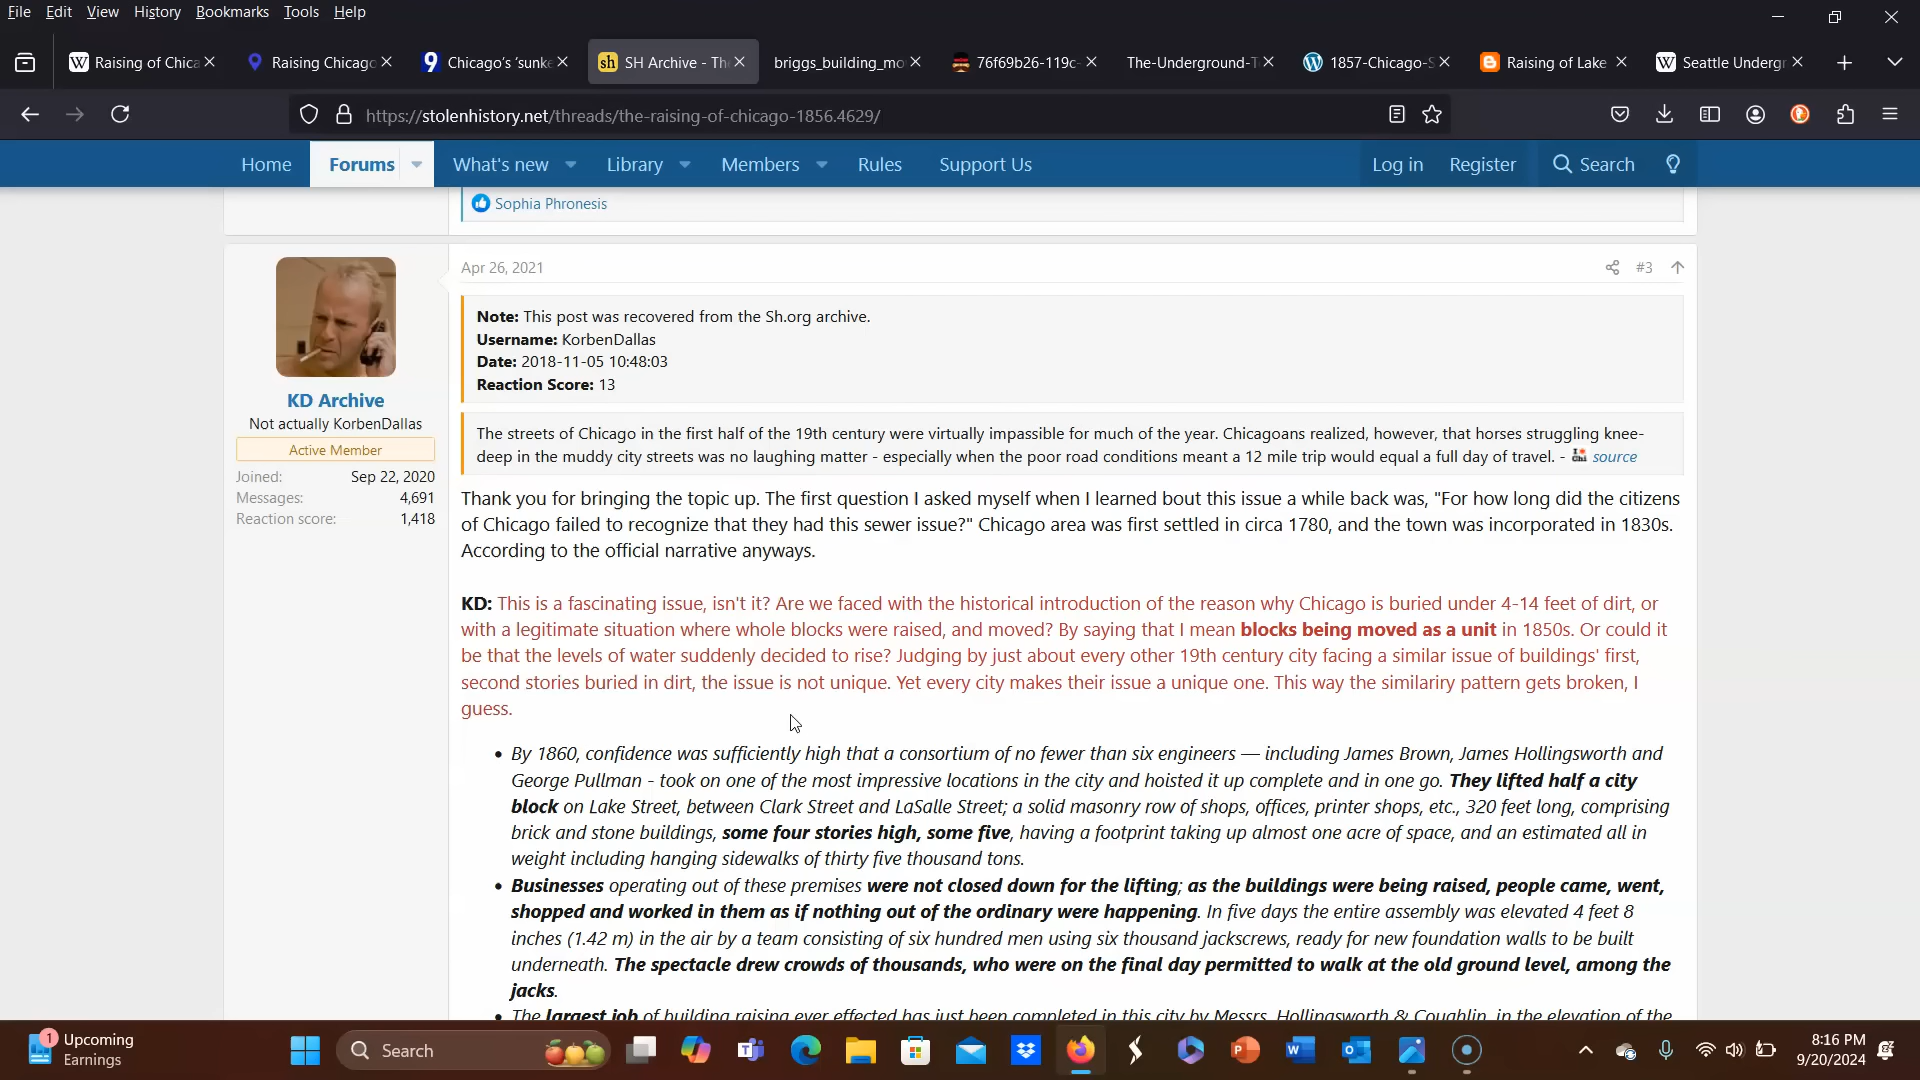 File Edit View History Bookmarks Tools Help
Raising of Chica
Raising Chicago
Chicago's 'sunke
sh SH Archive - Th
briggs_building_mo
76f69b26-119c-
The-Underground-T
1857-Chicago-S
Raising of Lake
Seattle Undergr
https://stolenhistory.net/threads/the-raising-of-chicago-1856.4629/
Home Forums What's new Library Members Rules Support Us Log in Register Search
Sophia Phronesis
KD Archive
Not actually KorbenDallas
Active Member
Joined: Sep 22, 2020
Messages: 4,691
Reaction score: 1,418
Apr 26, 2021 #3
Note: This post was recovered from the Sh.org archive.
Username: KorbenDallas
Date: 2018-11-05 10:48:03
Reaction Score: 13
The streets of Chicago in the first half of the 19th century were virtually impassible for much of the year. Chicagoans realized, however, that horses struggling knee-
deep in the muddy city streets was no laughing matter - especially when the poor road conditions meant a 12 mile trip would equal a full day of travel. - source
Thank you for bringing the topic up. The first question I asked myself when I learned bout this issue a while back was, "For how long did the citizens
of Chicago failed to recognize that they had this sewer issue?" Chicago area was first settled in circa 1780, and the town was incorporated in 1830s.
According to the official narrative anyways.
KD: This is a fascinating issue, isn't it? Are we faced with the historical introduction of the reason why Chicago is buried under 4-14 feet of dirt, or
with a legitimate situation where whole blocks were raised, and moved? By saying that I mean blocks being moved as a unit in 1850s. Or could it
be that the levels of water suddenly decided to rise? Judging by just about every other 19th century city facing a similar issue of buildings' first,
second stories buried in dirt, the issue is not unique. Yet every city makes their issue a unique one. This way the similariry pattern gets broken, I
guess.
• By 1860, confidence was sufficiently high that a consortium of no fewer than six engineers — including James Brown, James Hollingsworth and
George Pullman - took on one of the most impressive locations in the city and hoisted it up complete and in one go. They lifted half a city
block on Lake Street, between Clark Street and LaSalle Street; a solid masonry row of shops, offices, printer shops, etc., 320 feet long, comprising
brick and stone buildings, some four stories high, some five, having a footprint taking up almost one acre of space, and an estimated all in
weight including hanging sidewalks of thirty five thousand tons.
• Businesses operating out of these premises were not closed down for the lifting; as the buildings were being raised, people came, went,
shopped and worked in them as if nothing out of the ordinary were happening. In five days the entire assembly was elevated 4 feet 8
inches (1.42 m) in the air by a team consisting of six hundred men using six thousand jackscrews, ready for new foundation walls to be built
underneath. The spectacle drew crowds of thousands, who were on the final day permitted to walk at the old ground level, among the
jacks.
• The largest job of building raising ever effected has just been completed in this city by Messrs. Hollingsworth & Coughlin, in the elevation of the
1 Upcoming
Earnings
Search
8:16 PM
9/20/2024